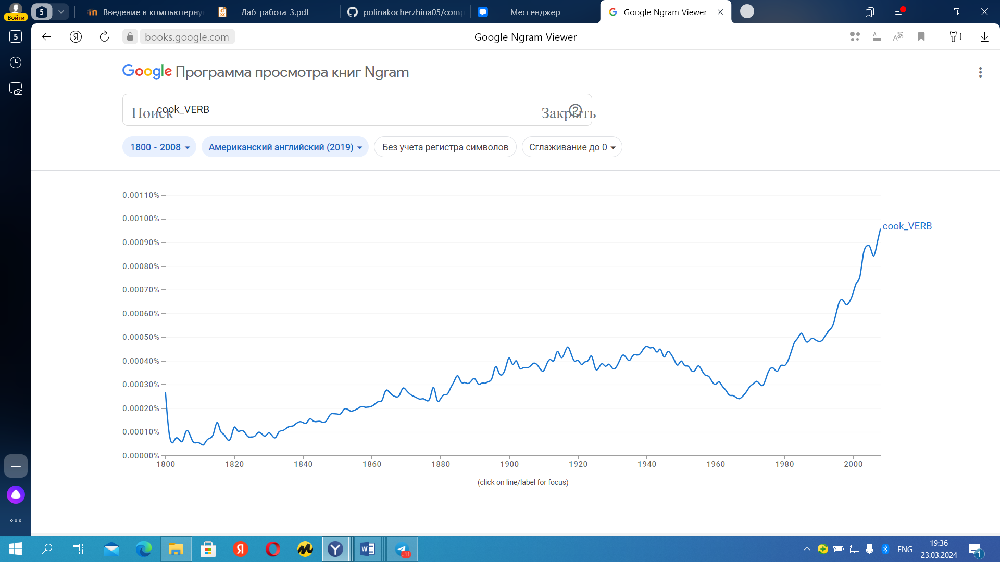 Войти
5
Введение в компьютерну
Лаб_работа_3.pdf
polinakocherzhina05/comp
Мессенджер
Google Ngram Viewer
5
books.google.com
Google Ngram Viewer
Google Программа просмотра книг Ngram
Поиск
cook_VERB
Закрыть
1800 - 2008
Американский английский (2019)
Без учета регистра символов
Сглаживание до 0
0.00110%
0.00100%
0.00090%
0.00080%
0.00070%
0.00060%
0.00050%
0.00040%
0.00030%
0.00020%
0.00010%
0.00000%
cook_VERB
1800 1820 1840 1860 1880 1900 1920 1940 1960 1980 2000
(click on line/label for focus)
11
ENG
19:36
23.03.2024
1